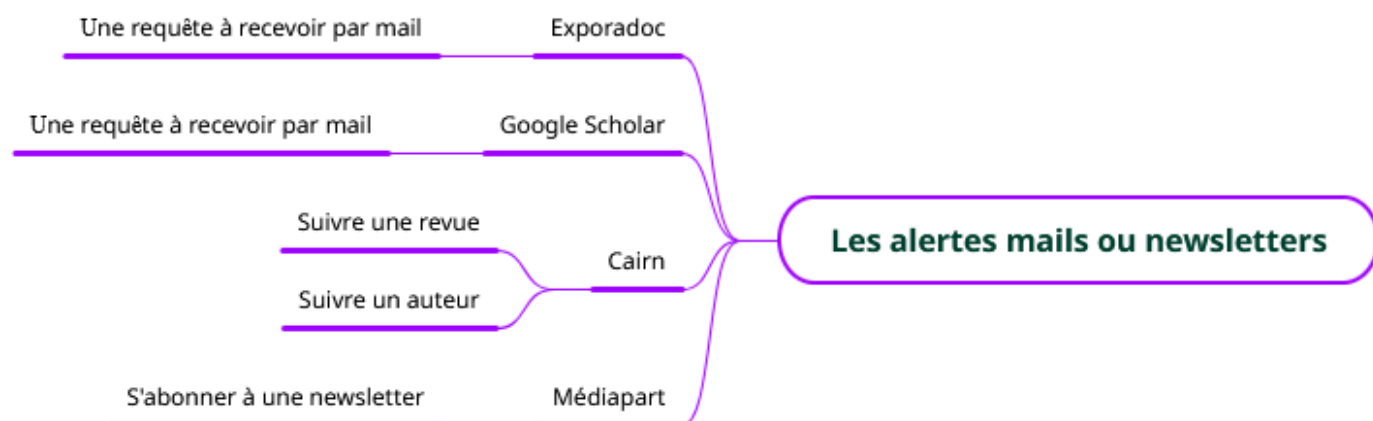 Une requête à recevoir par mail
Exporadoc
Une requête à recevoir par mail
Google Scholar
Suivre une revue
Cairn
Suivre un auteur
Les alertes mails ou newsletters
S'abonner à une newsletter
Médiapart